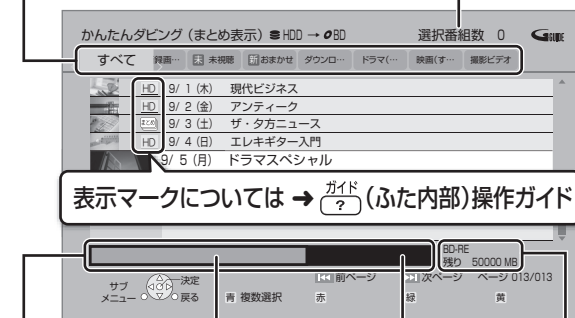 かんたんダビング (まとめ表示) HDD → BD 選択番組数 0 GGUIDE
すべて 録画… 未 未視聴 新 おまかせ ダウンロ… ドラマ(… 映画(す… 撮影ビデオ
HD 9/ 1 (木) 現代ビジネス
HD 9/ 2 (金) アンティーク
まとめ 9/ 3 (土) ザ・夕方ニュース
HD 9/ 4 (日) エレキギター入門
9/ 5 (月) ドラマスペシャル
表示マークについては → ガイド ? (ふた内部)操作ガイド
BD-RE
残り 50000 MB
前ページ 次ページ ページ 013/013
サブ
メニュー 決定
戻る 青 複数選択 赤 緑 黄